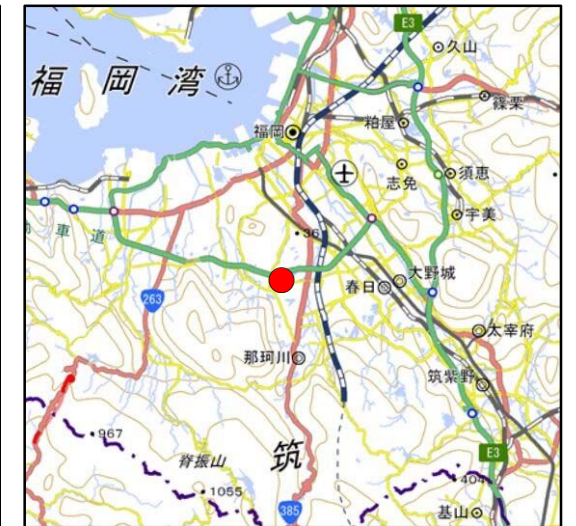 E3
久山
福岡湾
篠栗
粕屋
福岡
志免
須恵
宇美
36
車道
263
春日
大野城
太宰府
那珂川
筑紫野
967
脊振山
筑
1055
E3
404
385
基山